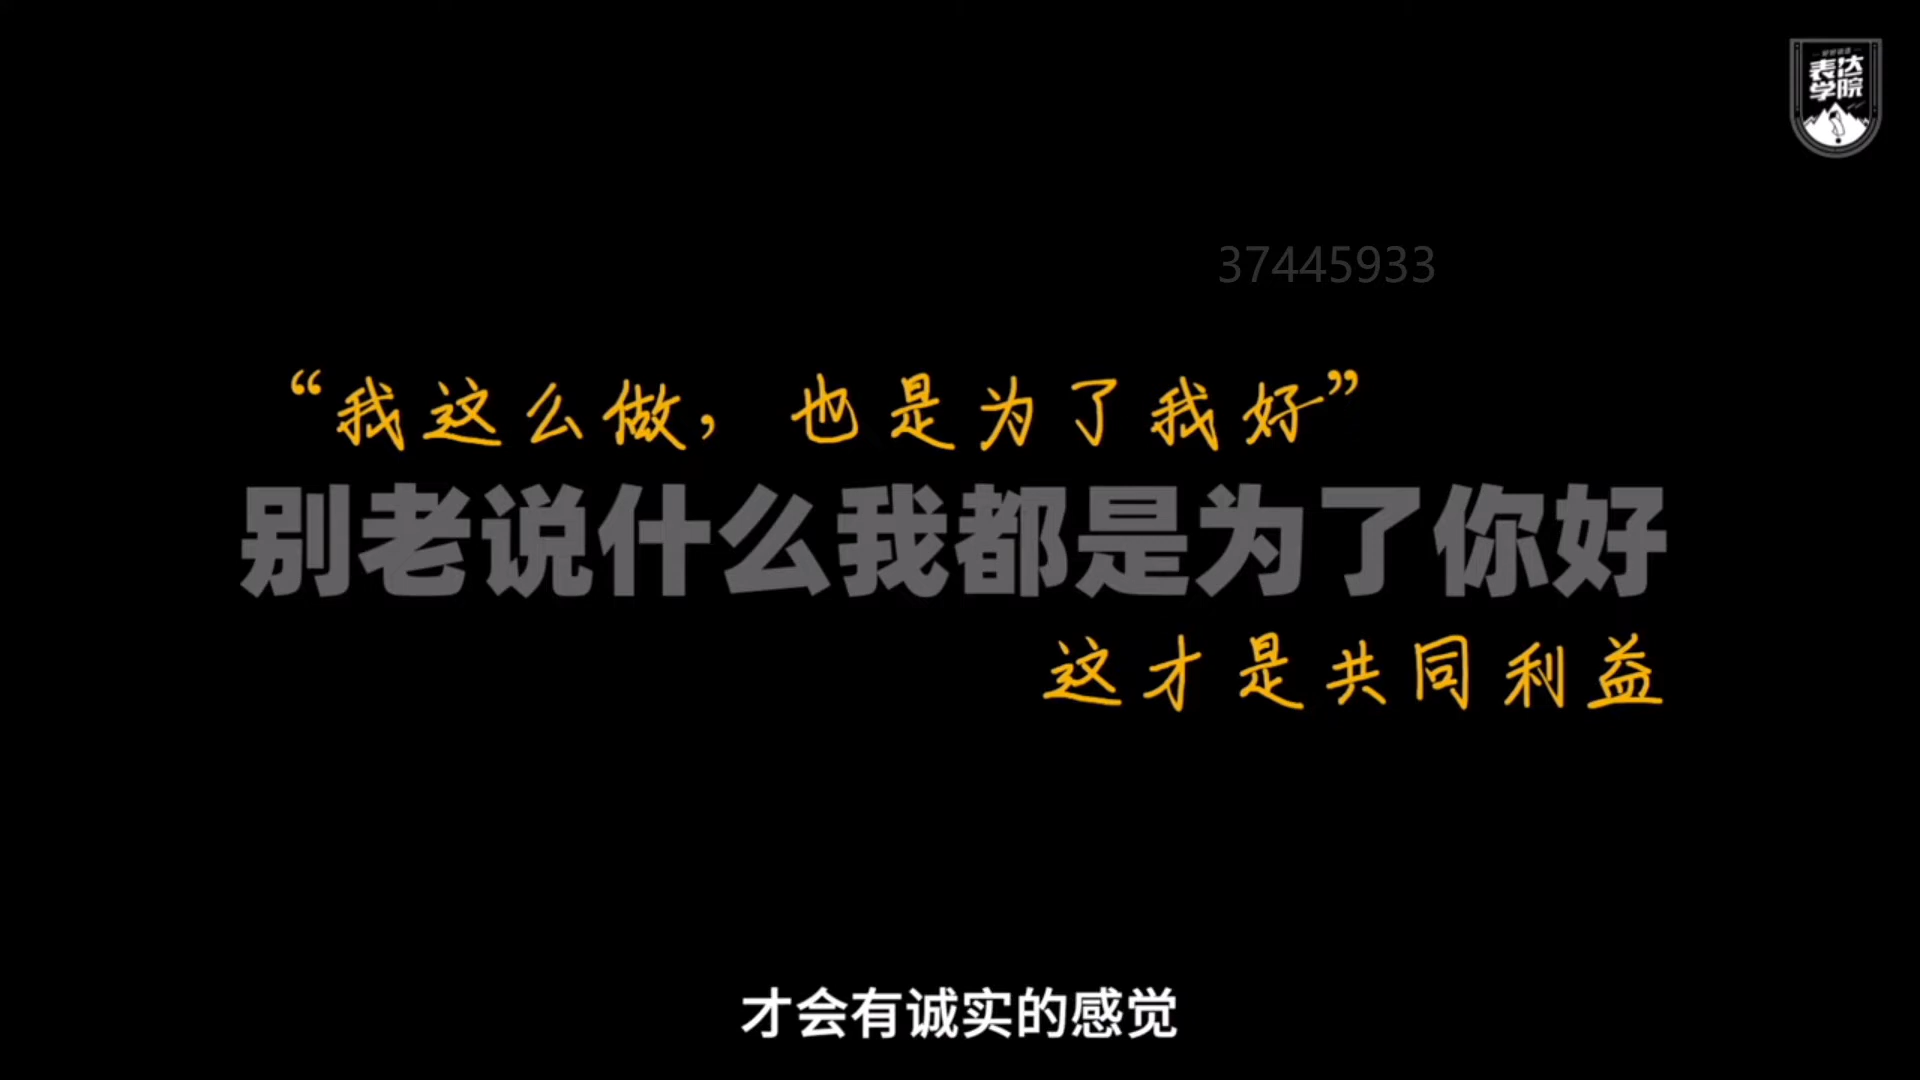 表达
学院
37445933
“我这么做，也是为了我好”
别老说什么我都是为了你好
这才是共同利益
才会有诚实的感觉